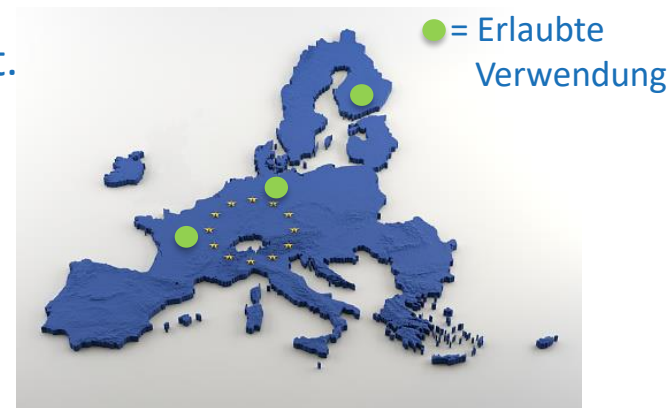 = Erlaubte
Verwendung
t.